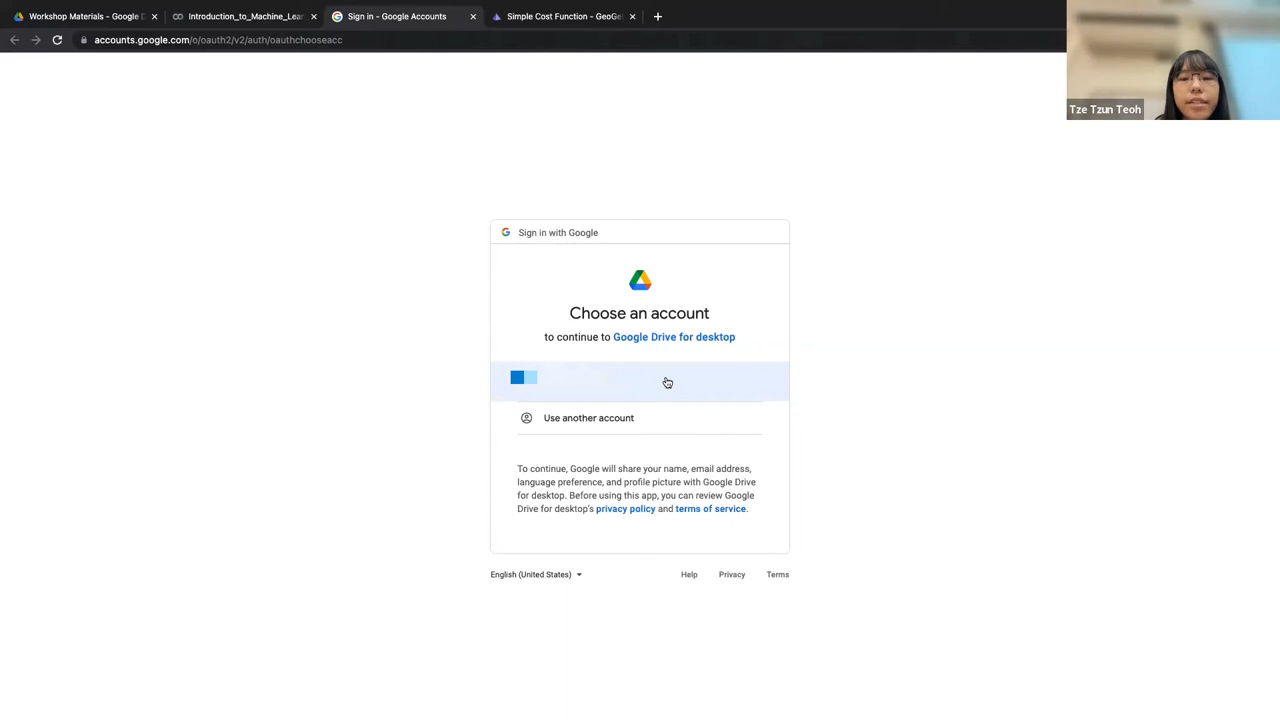 Workshop Materials - Google D
Introduction_to_Machine_Lear
Sign in - Google Accounts
Simple Cost Function - GeoGeb
accounts.google.com/o/oauth2/v2/auth/oauthchooseacc
Tze Tzun Teoh
Sign in with Google
Choose an account
to continue to Google Drive for desktop
Use another account
To continue, Google will share your name, email address,
language preference, and profile picture with Google Drive
for desktop. Before using this app, you can review Google
Drive for desktop's privacy policy and terms of service.
English (United States)
Help
Privacy
Terms